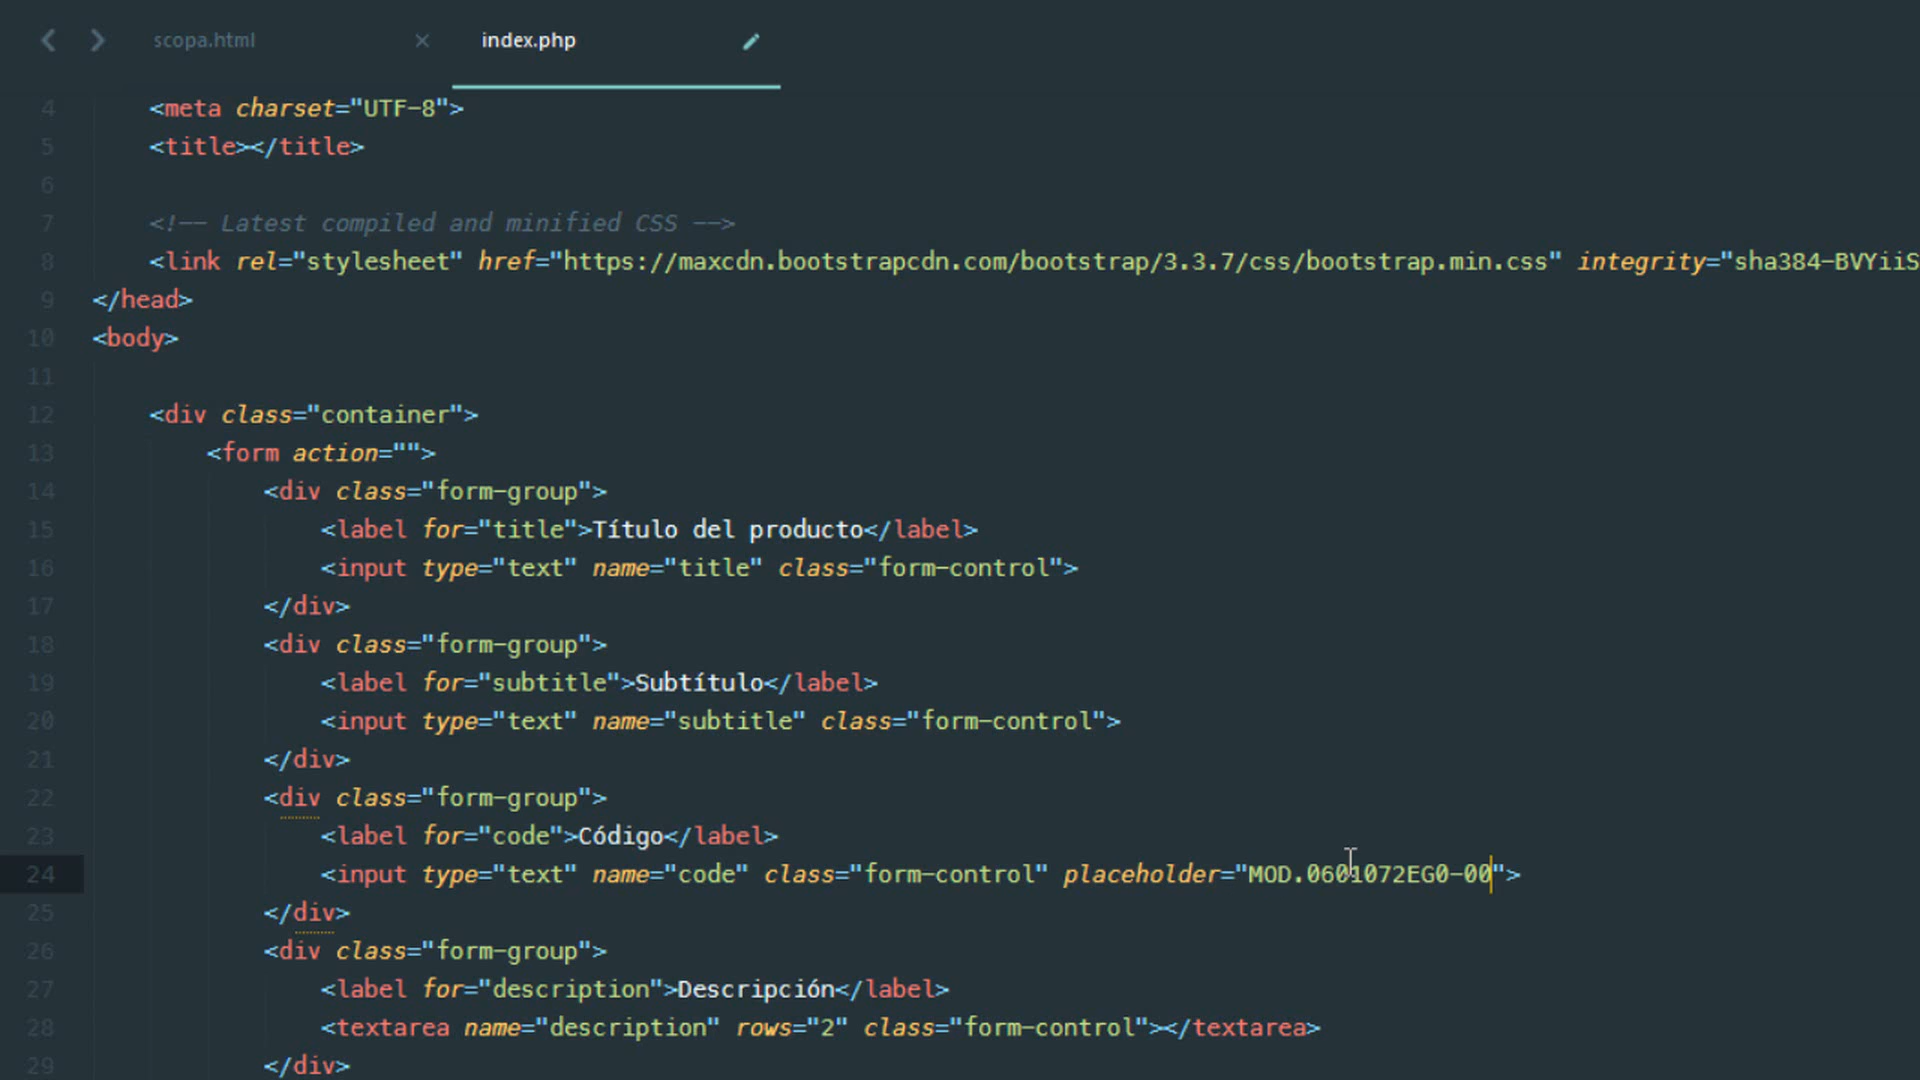 scopa.html × index.php
4 <meta charset="UTF-8">
5 <title></title>
6
7 <!-- Latest compiled and minified CSS -->
8 <link rel="stylesheet" href="https://maxcdn.bootstrapcdn.com/bootstrap/3.3.7/css/bootstrap.min.css" integrity="sha384-BVYiiS
9 </head>
10 <body>
11
12 <div class="container">
13 <form action="">
14 <div class="form-group">
15 <label for="title">Título del producto</label>
16 <input type="text" name="title" class="form-control">
17 </div>
18 <div class="form-group">
19 <label for="subtitle">Subtítulo</label>
20 <input type="text" name="subtitle" class="form-control">
21 </div>
22 <div class="form-group">
23 <label for="code">Código</label>
24 <input type="text" name="code" class="form-control" placeholder="MOD.0601072EG0-00">
25 </div>
26 <div class="form-group">
27 <label for="description">Descripción</label>
28 <textarea name="description" rows="2" class="form-control"></textarea>
29 </div>